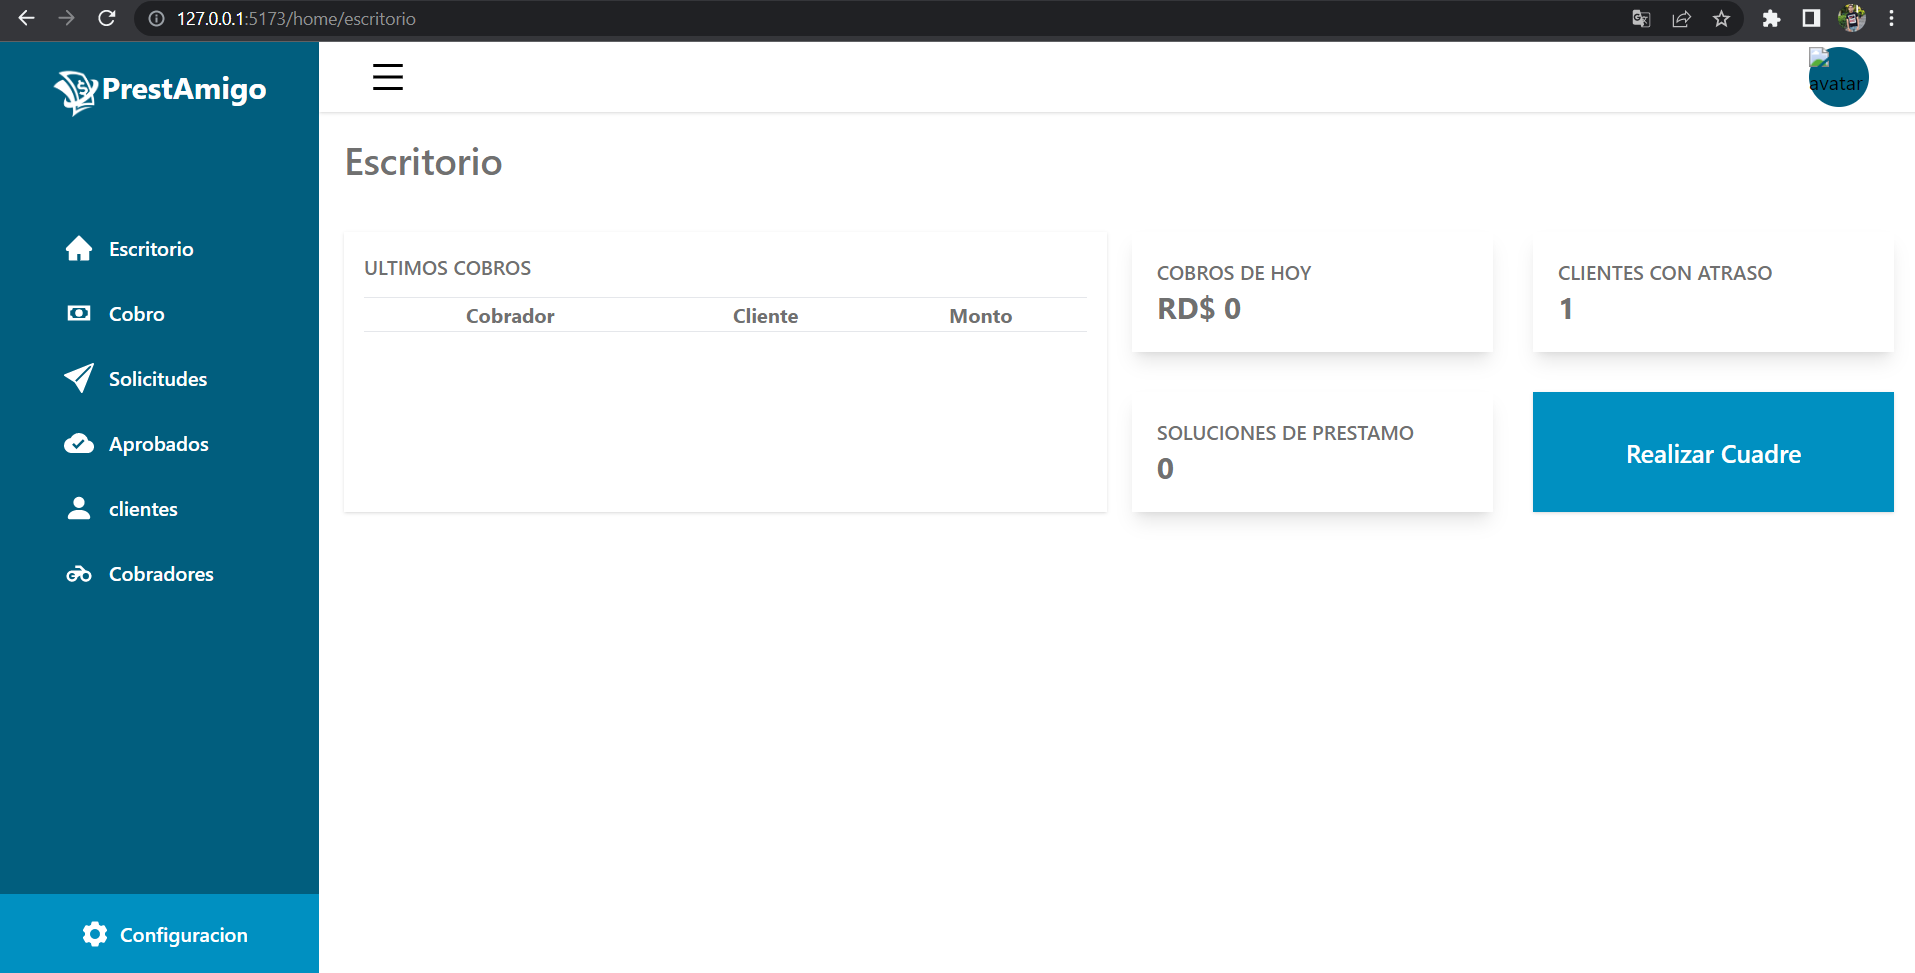 127.0.0.1:5173/home/escritorio
PrestAmigo
avatar
Escritorio
Escritorio
Cobro
Solicitudes
Aprobados
clientes
Cobradores
Configuracion
ULTIMOS COBROS
Cobrador Cliente Monto
COBROS DE HOY
RD$ 0
CLIENTES CON ATRASO
1
SOLUCIONES DE PRESTAMO
0
Realizar Cuadre